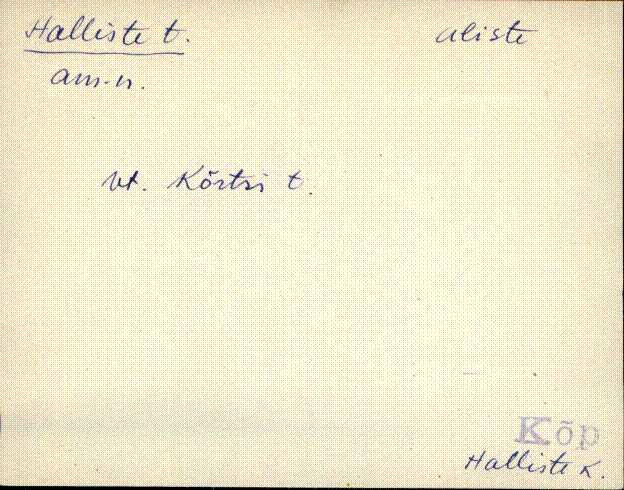 Halliste t. aliste
am.n.
vt. Kõrtsi t.
Kõp
Halliste k.